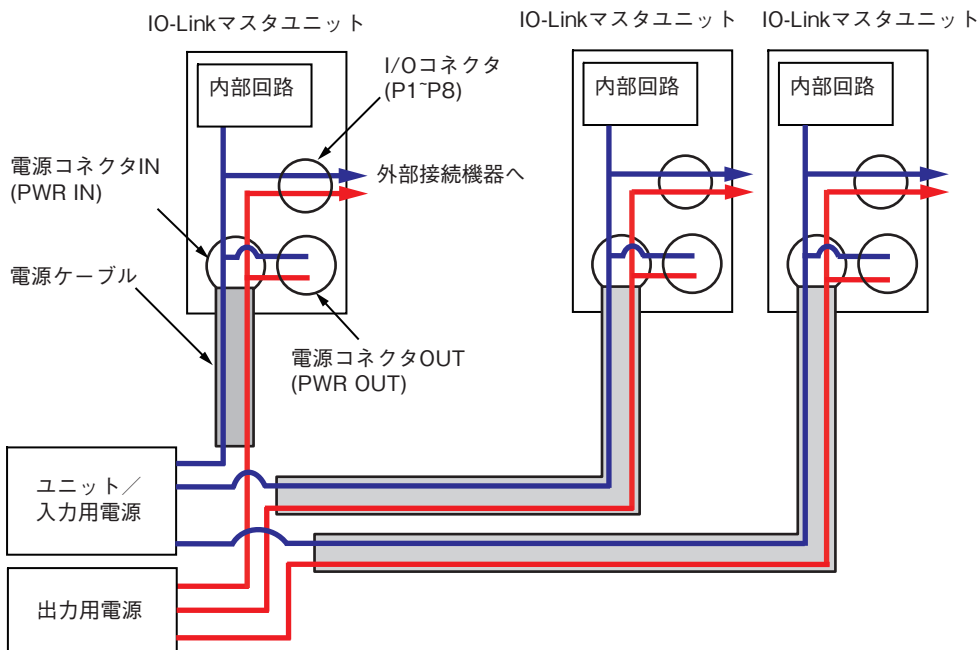 IO-Linkマスタユニット
IO-Linkマスタユニット
IO-Linkマスタユニット
内部回路
I/Oコネクタ
(P1~P8)
内部回路
内部回路
電源コネクタIN
(PWR IN)
外部接続機器へ
電源ケーブル
電源コネクタOUT
(PWR OUT)
ユニット／
入力用電源
出力用電源